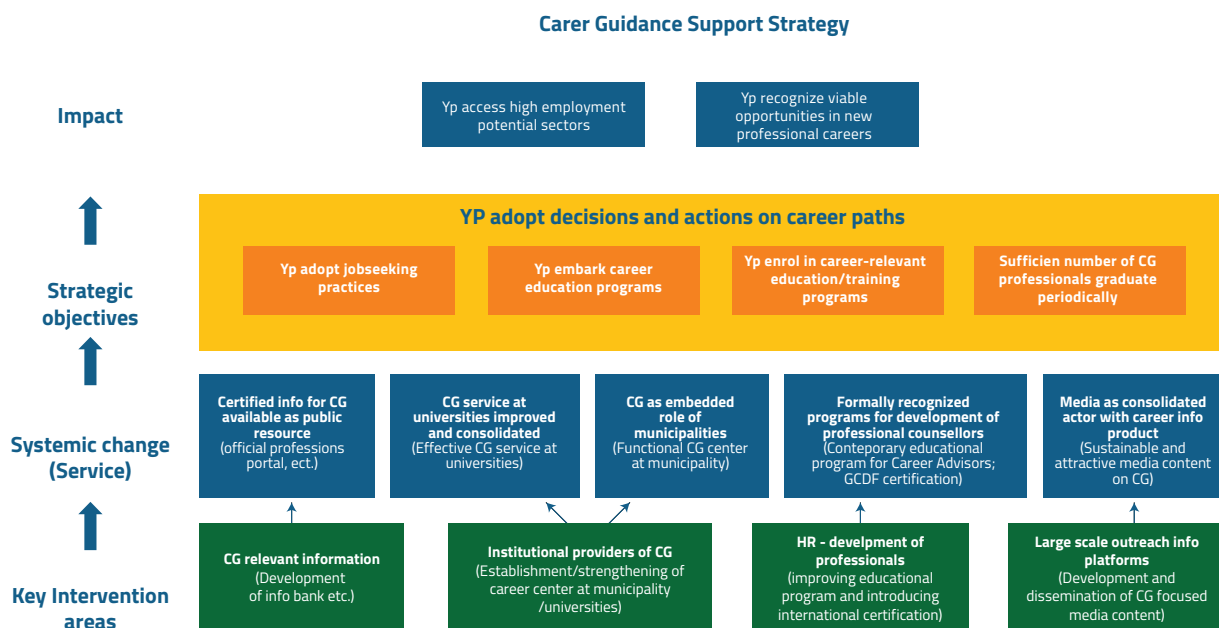 Carer Guidance Support Strategy
Impact
Yp access high employment
potential sectors
Yp recognize viable
opportunities in new
professional careers
YP adopt decisions and actions on career paths
Strategic
objectives
Yp adopt jobseeking
practices
Yp embark career
education programs
Yp enrol in career-relevant
education/training
programs
Sufficien number of CG
professionals graduate
periodically
Systemic change
(Service)
Certified info for CG
available as public
resource
(official professions
portal, ect.)
CG service at
universities improved
and consolidated
(Effective CG service at
universities)
CG as embedded
role of
municipalities
(Functional CG center
at municipality)
Formally recognized
programs for development of
professional counsellors
(Conteporary educational
program for Career Advisors;
GCDF certification)
Media as consolidated
actor with career info
product
(Sustainable and
attractive media content
on CG)
Key Intervention
areas
CG relevant information
(Development
of info bank etc.)
Institutional providers of CG
(Establishment/strengthening of
career center at municipality
/universities)
HR - develpment of
professionals
(improving educational
program and introducing
international certification)
Large scale outreach info
platforms
(Development and
dissemination of CG focused
media content)